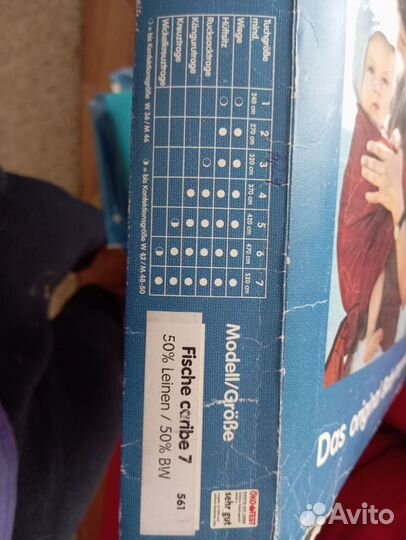 Tuchgröße mind. 1 2 3 4 5 6 7
240 cm 270 cm 320 cm 370 cm 420 cm 470 cm 520 cm
Wiege
Hüftsitz
Rucksacktrage
Kängurutrage
Kreuztrage
Wickelkreuztrage
= bis Konfektionsgröße W 36/M 46
= bis Konfektionsgröße W 42/M 48-50
Modell/Größe
Fische caribe 7
50% Leinen / 50% BW
561
ÖKO-TEST
sehr gut
Das original
Avito